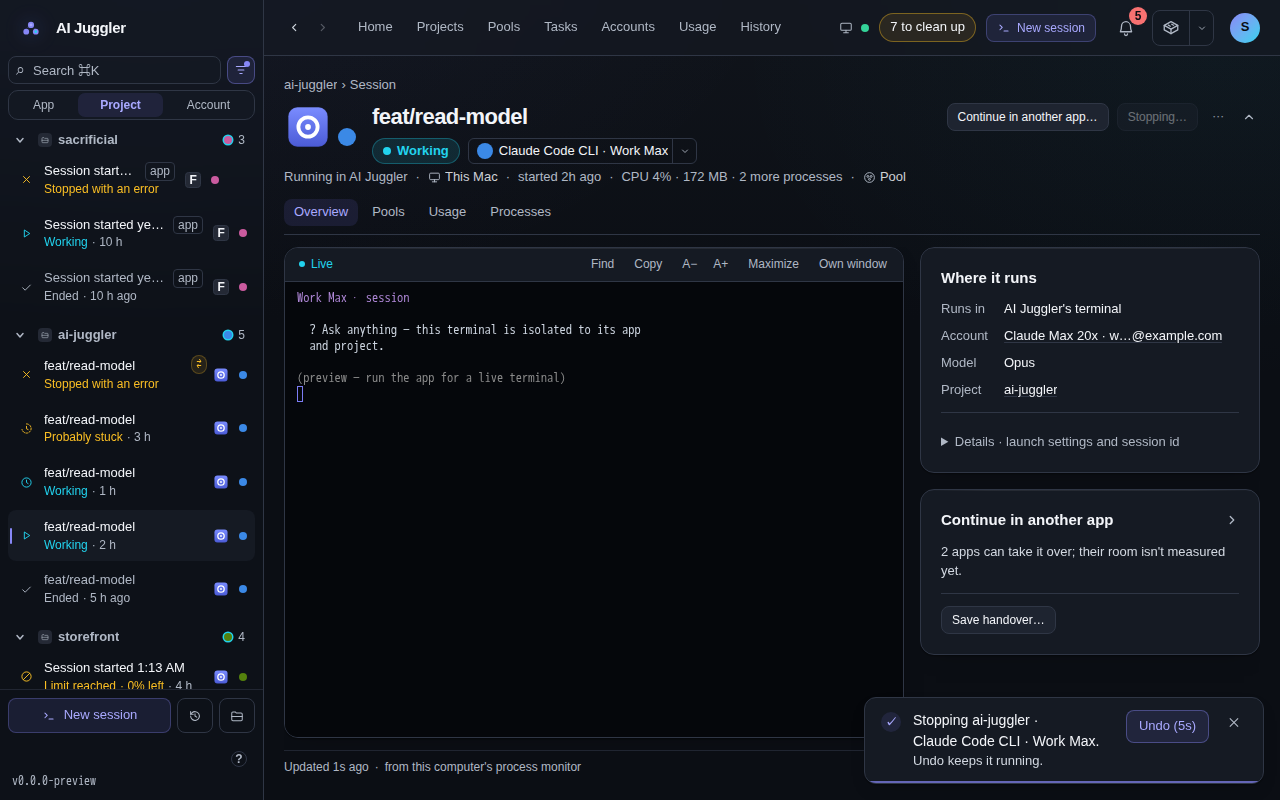 AI Juggler
Search ⌘K
App
Project
Account
sacrificial
3
Session start…
app
Stopped with an error
F
Session started ye…
app
Working · 10 h
F
Session started ye…
app
Ended · 10 h ago
F
ai-juggler
5
feat/read-model
Stopped with an error
feat/read-model
Probably stuck · 3 h
feat/read-model
Working · 1 h
feat/read-model
Working · 2 h
feat/read-model
Ended · 5 h ago
storefront
4
Session started 1:13 AM
Limit reached · 0% left · 4 h
New session
?
v0.0.0-preview
Home
Projects
Pools
Tasks
Accounts
Usage
History
7 to clean up
New session
5
S
ai-juggler › Session
feat/read-model
Working
Claude Code CLI · Work Max
Continue in another app…
Stopping…
Running in AI Juggler · This Mac · started 2h ago · CPU 4% · 172 MB · 2 more processes · Pool
Overview
Pools
Usage
Processes
Live
Find
Copy
A−
A+
Maximize
Own window
Work Max · session
? Ask anything — this terminal is isolated to its app
and project.
(preview — run the app for a live terminal)
Updated 1s ago · from this computer's process monitor
Where it runs
Runs in AI Juggler's terminal
Account Claude Max 20x · w…@example.com
Model Opus
Project ai-juggler
Details · launch settings and session id
Continue in another app
2 apps can take it over; their room isn't measured
yet.
Save handover…
Stopping ai-juggler ·
Claude Code CLI · Work Max.
Undo keeps it running.
Undo (5s)